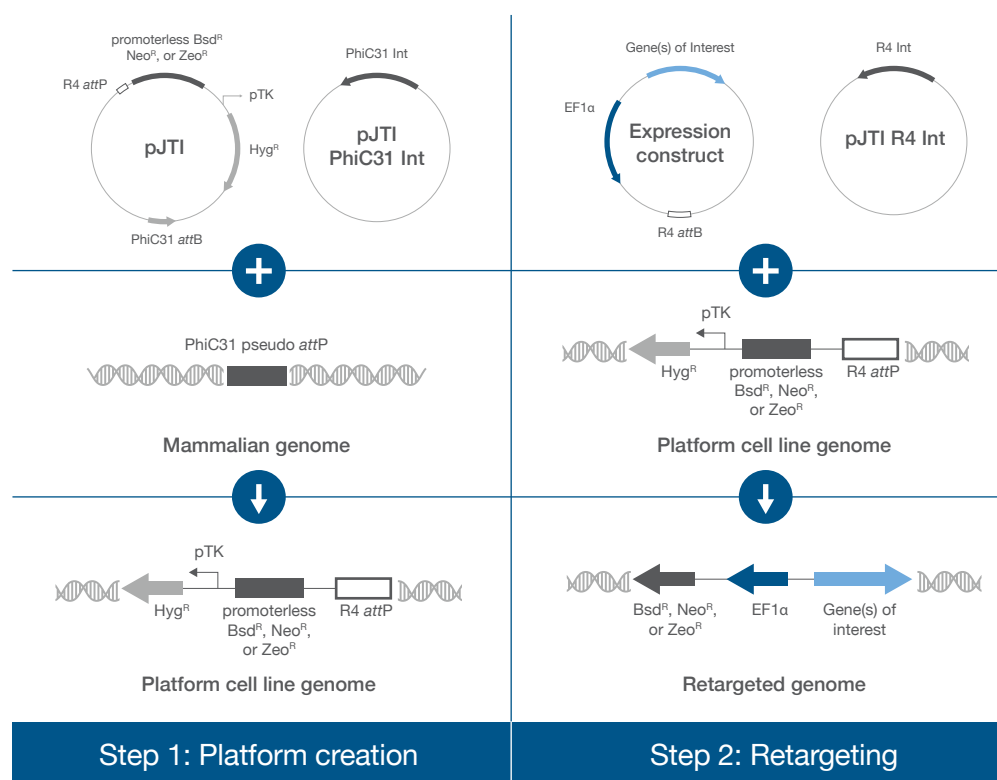 promoterless Bsdᴿ
Neoᴿ, or Zeoᴿ
R4 attP
pTK
pJTI
Hygᴿ
PhiC31 attB
PhiC31 Int
pJTI
PhiC31 Int
Gene(s) of Interest
EF1α
Expression
construct
R4 attB
R4 Int
pJTI R4 Int
PhiC31 pseudo attP
Mammalian genome
pTK
Hygᴿ
promoterless
Bsdᴿ, Neoᴿ,
or Zeoᴿ
R4 attP
Platform cell line genome
pTK
Hygᴿ
promoterless
Bsdᴿ, Neoᴿ,
or Zeoᴿ
R4 attP
Platform cell line genome
Bsdᴿ, Neoᴿ,
or Zeoᴿ
EF1α
Gene(s) of
interest
Retargeted genome
Step 1: Platform creation
Step 2: Retargeting